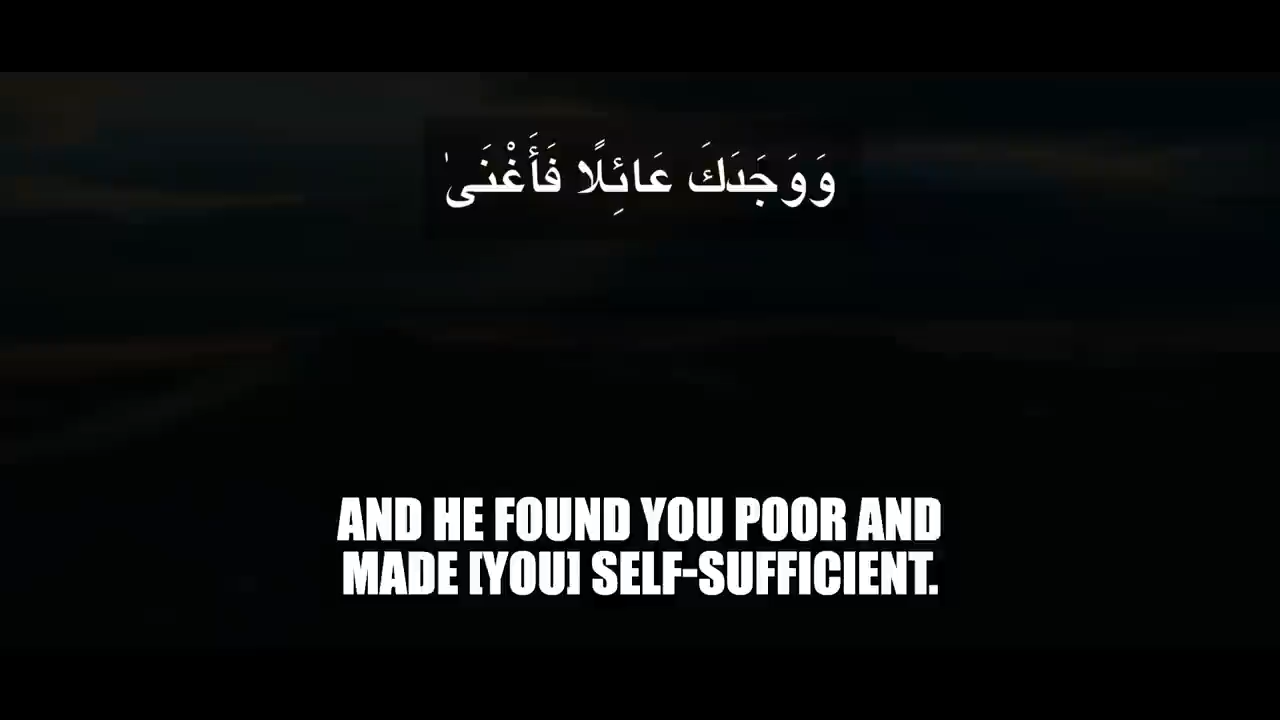 وَوَجَدَكَ عَائِلًا فَأَغْنَىٰ
AND HE FOUND YOU POOR AND
MADE [YOU] SELF-SUFFICIENT.